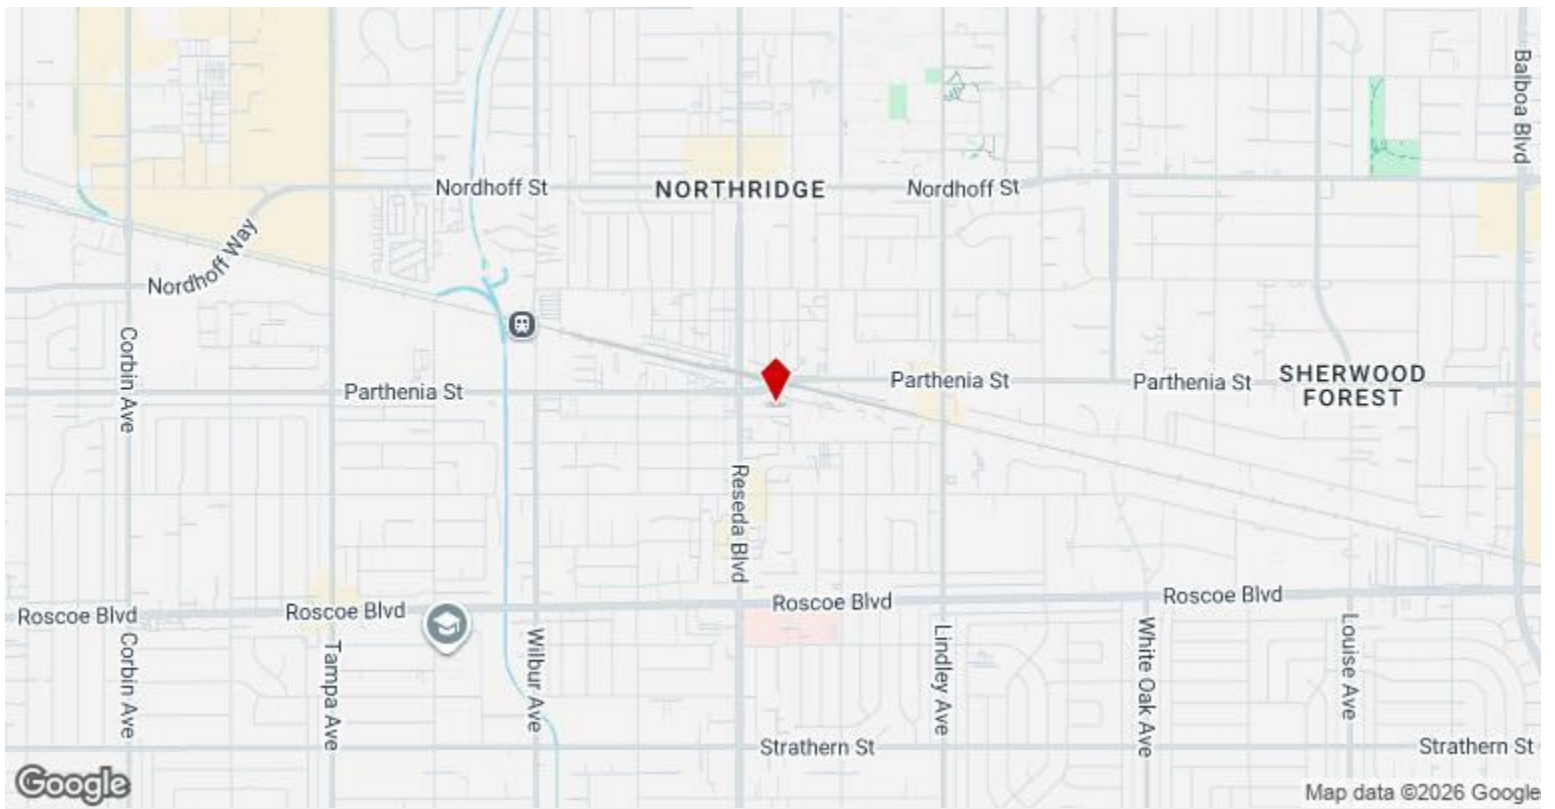 Balboa Blvd
Nordhoff St
NORTHRIDGE
Nordhoff St
Nordhoff Way
Corbin Ave
Parthenia St
Parthenia St
Parthenia St
SHERWOOD
FOREST
Reseda Blvd
Roscoe Blvd
Roscoe Blvd
Roscoe Blvd
Roscoe Blvd
Corbin Ave
Tampa Ave
Wilbur Ave
Lindley Ave
White Oak Ave
Louise Ave
Strathern St
Strathern St
Google
Map data ©2026 Google